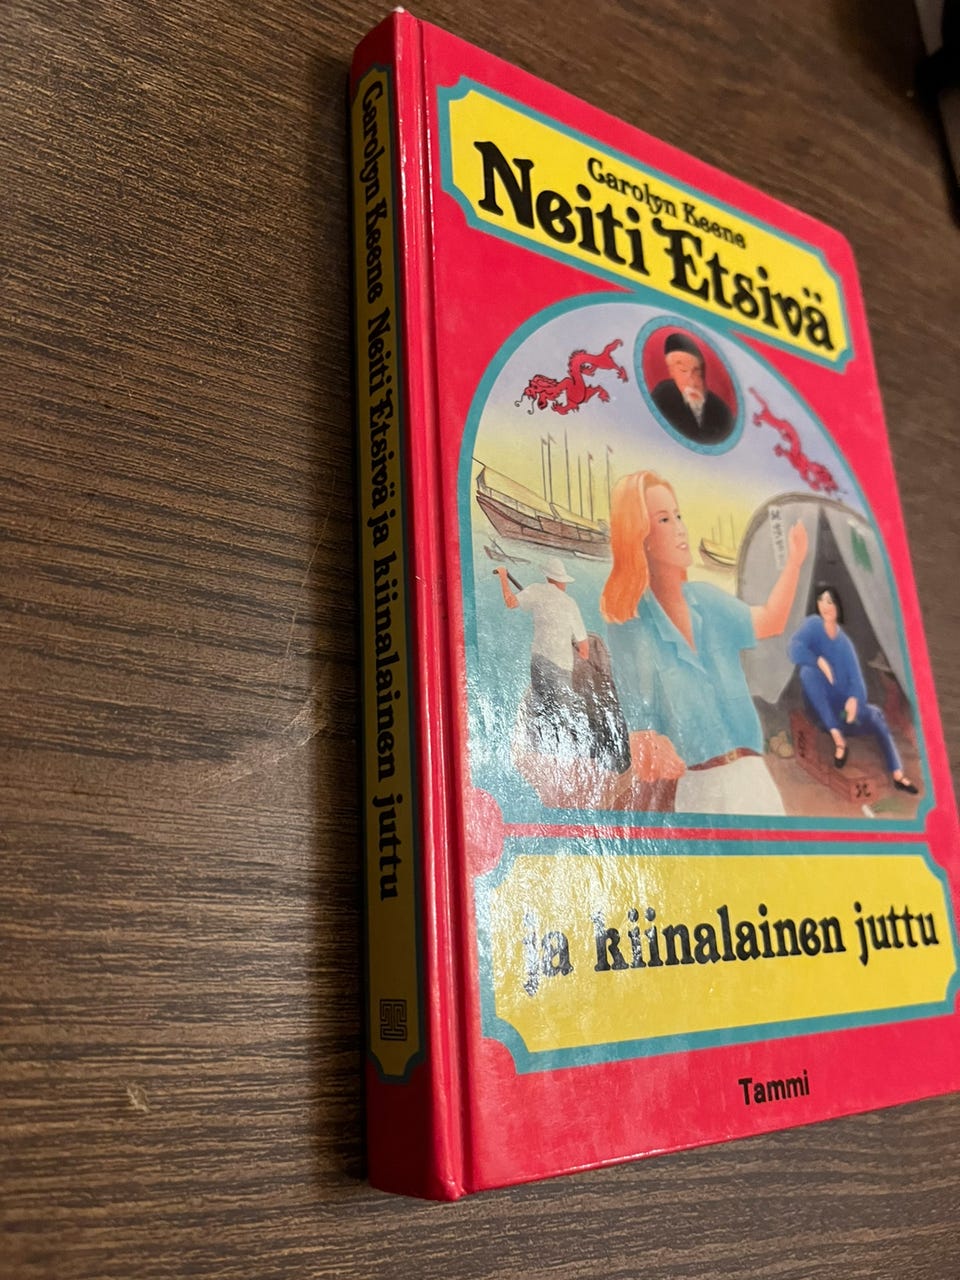 Carolyn Keene Neiti Etsivä ja kiinalainen juttu
Carolyn Keene
Neiti Etsivä
ja kiinalainen juttu
Tammi